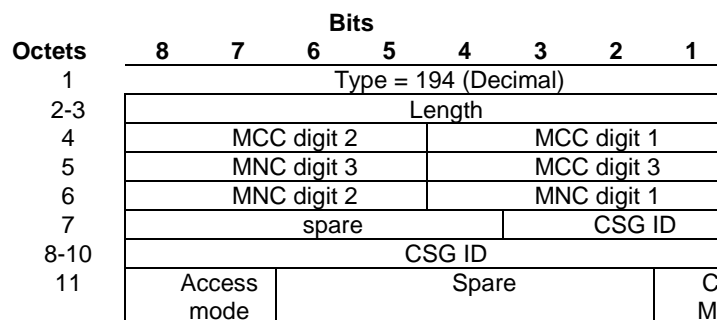 Bits
Octets 8 7 6 5 4 3 2 1
1 Type = 194 (Decimal)
2-3 Length
4 MCC digit 2 MCC digit 1
5 MNC digit 3 MCC digit 3
6 MNC digit 2 MNC digit 1
7 spare CSG ID
8-10 CSG ID
11 Access Spare
mode